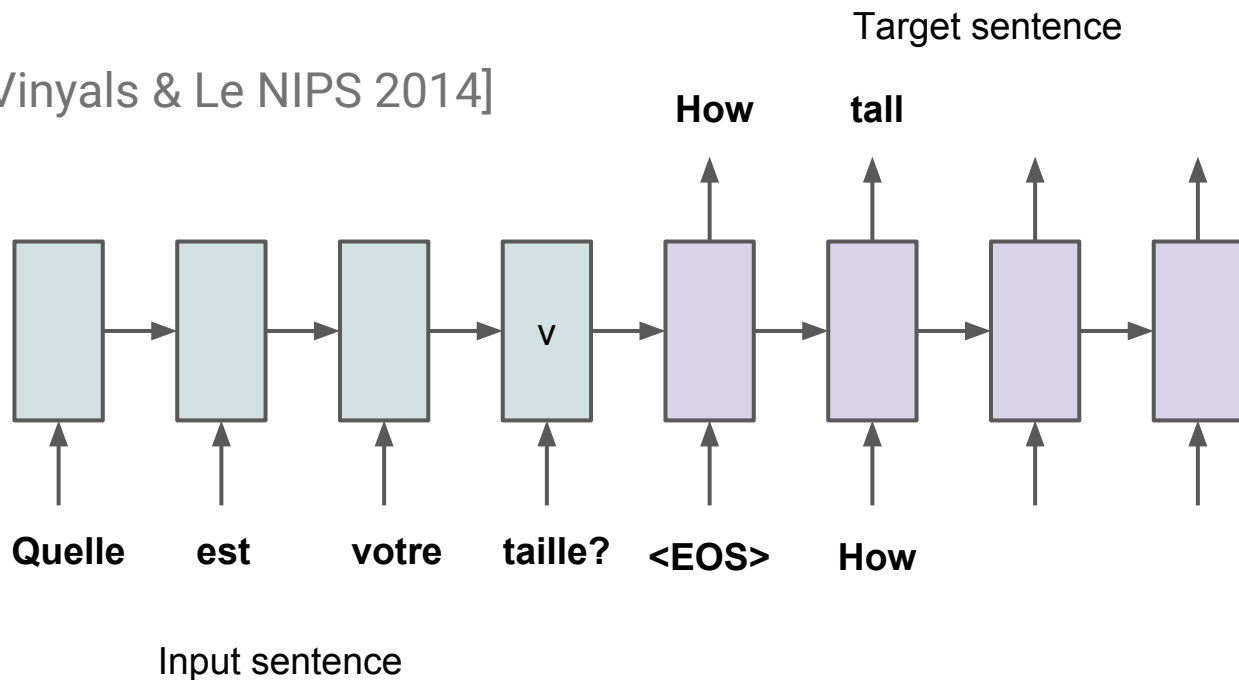 Target sentence
Vinyals & Le NIPS 2014]
How tall
v
Quelle est votre taille? <EOS> How
Input sentence